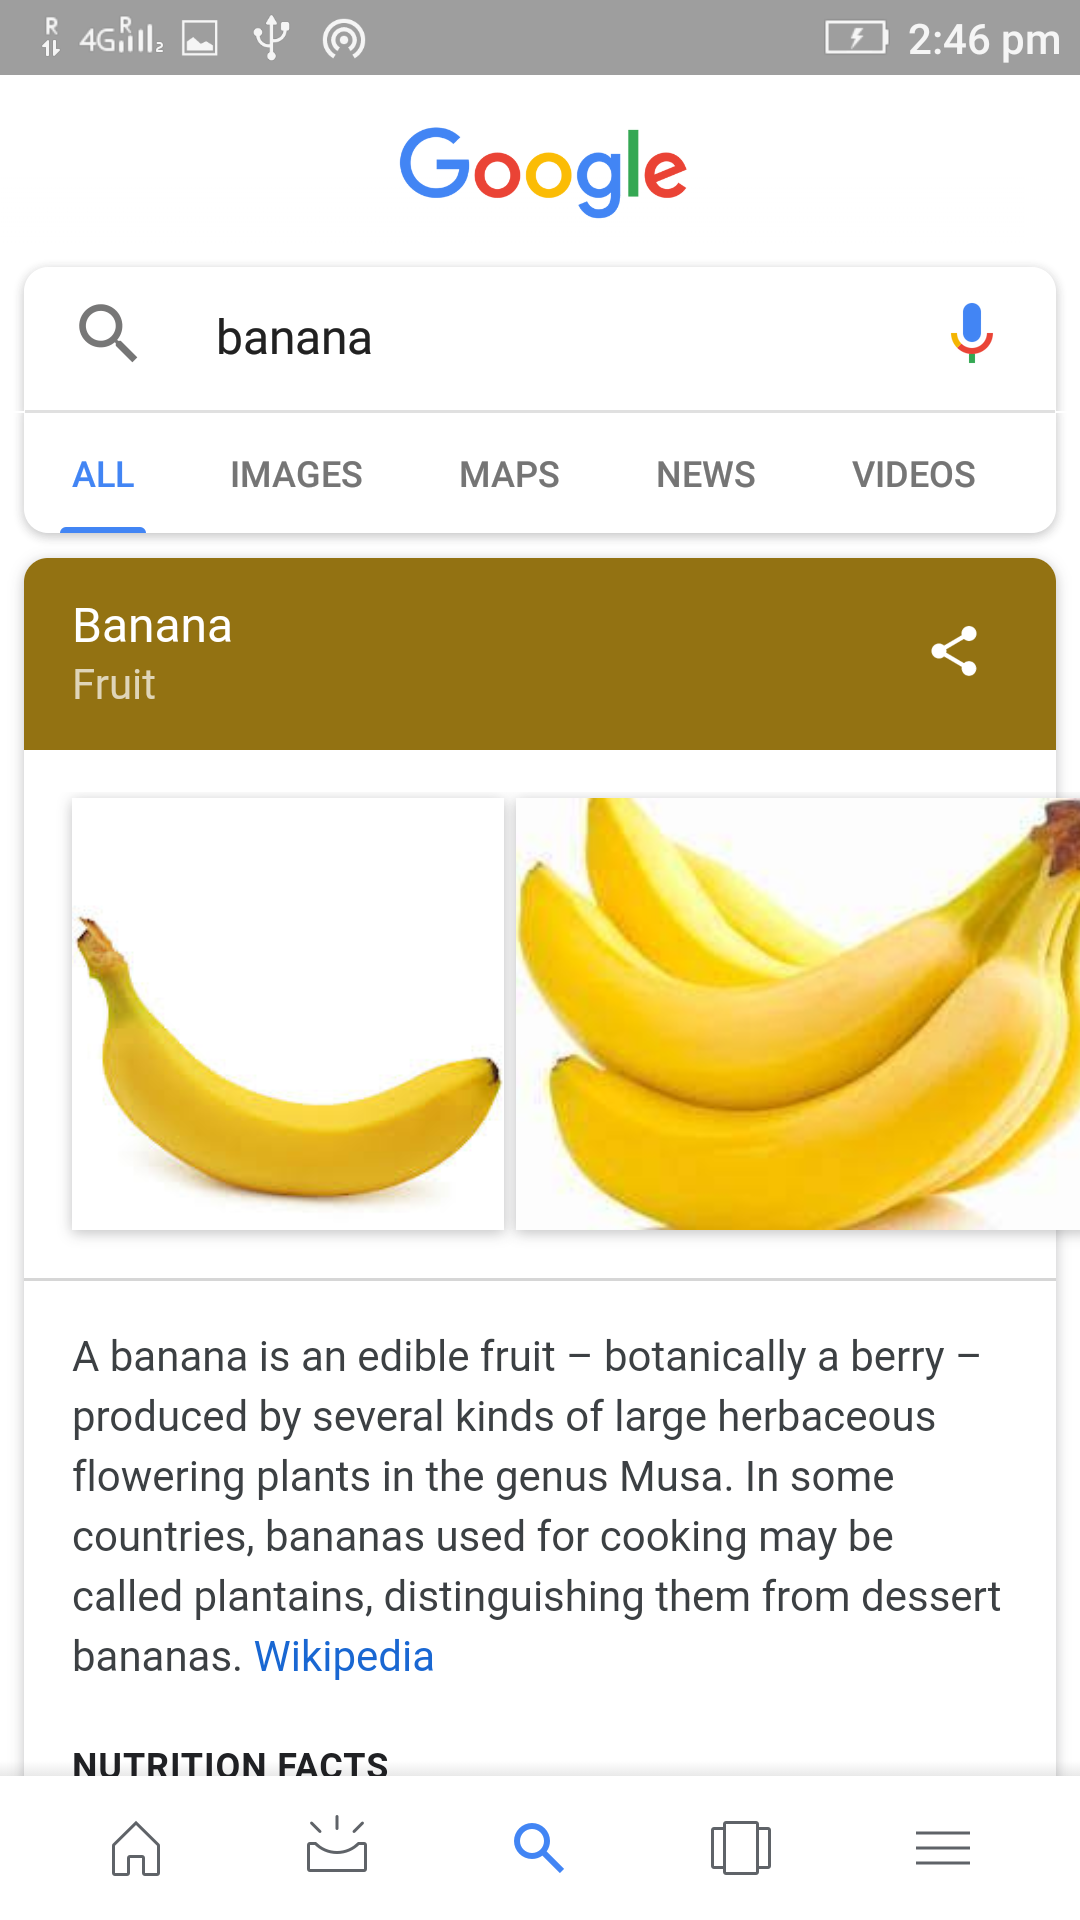 R 4G R 2 2:46 pm
Google
banana
ALL IMAGES MAPS NEWS VIDEOS
Banana
Fruit
A banana is an edible fruit – botanically a berry –
produced by several kinds of large herbaceous
flowering plants in the genus Musa. In some
countries, bananas used for cooking may be
called plantains, distinguishing them from dessert
bananas. Wikipedia
NUTRITION FACTS